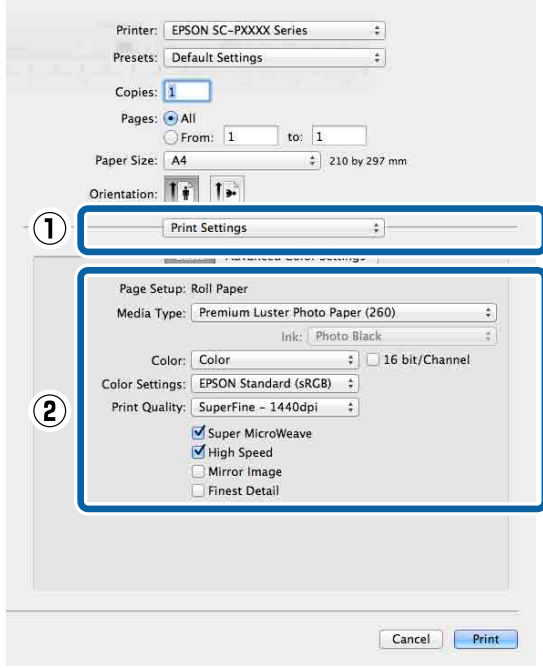 Printer: EPSON SC-PXXXX Series
Presets: Default Settings
Copies: 1
Pages: All
From: 1 to: 1
Paper Size: A4 210 by 297 mm
Orientation:
1 Print Settings
Advanced Color Settings
Page Setup: Roll Paper
Media Type: Premium Luster Photo Paper (260)
Ink: Photo Black
Color: Color 16 bit/Channel
Color Settings: EPSON Standard (sRGB)
2 Print Quality: SuperFine - 1440dpi
Super MicroWeave
High Speed
Mirror Image
Finest Detail
Cancel Print